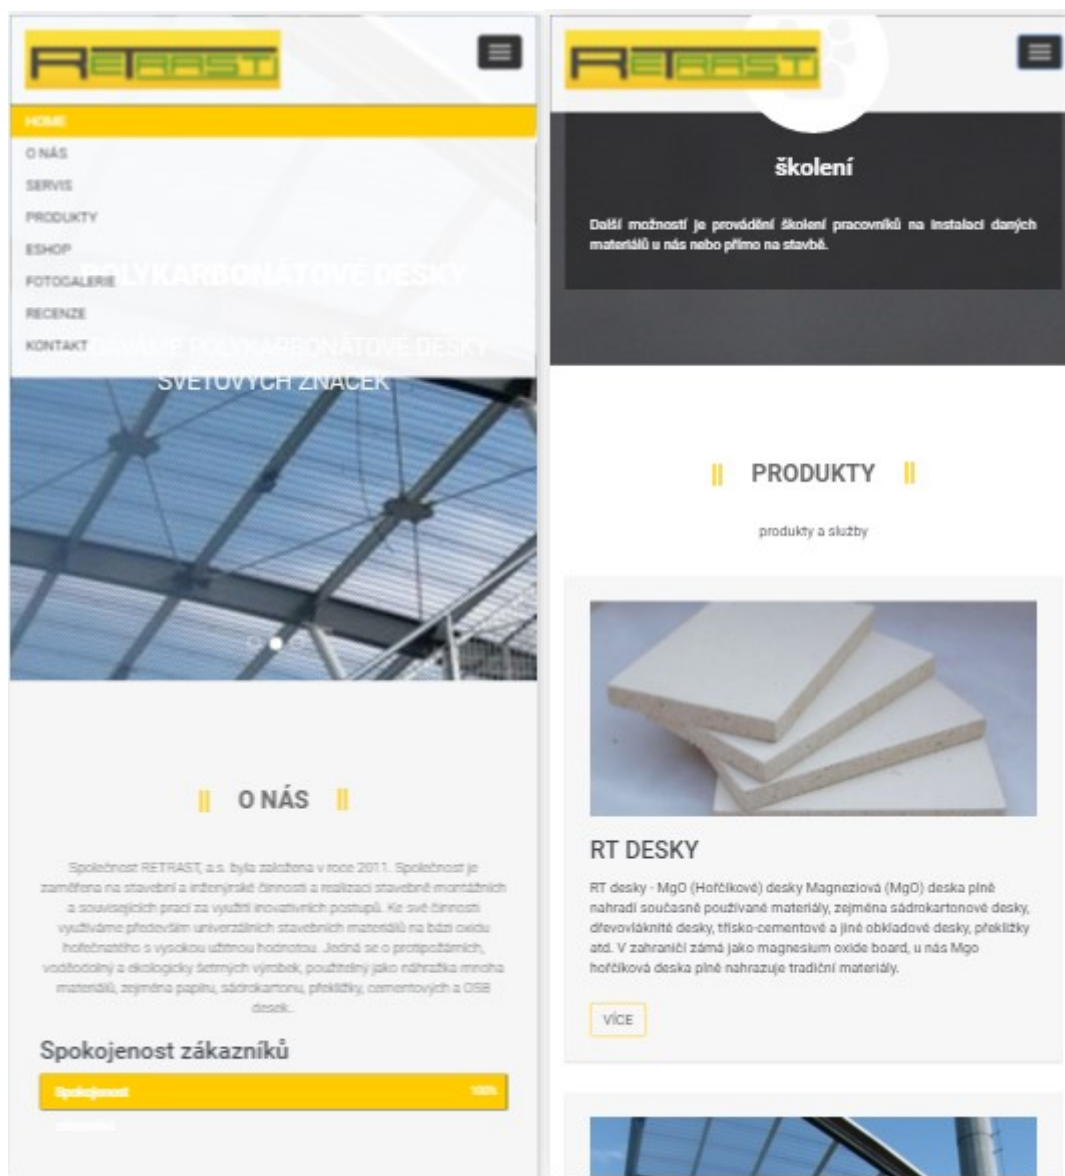 RETRAST
HOME
O NÁS
SERVIS
PRODUKTY
ESHOP
FOTOGALERIE
RECENZE
KONTAKT
POLYKARBONÁTOVÉ DESKY
POLYKARBONÁTOVÉ DESKY
SVĚTOVÝCH ZNAČEK
O NÁS
Společnost RETRAST, a.s. byla založena v roce 2011. Společnost je
zaměřena na stavební a inženýrské činnosti a realizaci stavebně montážních
a souvisejících prací za využití inovativních postupů. Ke své činnosti
využíváme především univerzálních stavebních materiálů na bázi oxidu
hořečnatého s vysokou užitnou hodnotou. Jedná se o protipožárních,
voděodolný a ekologicky šetrných výrobek, použitelný jako náhražka mnoha
materiálů, zejména papíru, sádrokartonu, překližky, cementových a OSB
desek.
Spokojenost zákazníků
Spokojenost 100%
RETRAST
školení
Další možností je provádění školení pracovníků na instalaci daných
materiálů u nás nebo přímo na stavbě.
PRODUKTY
produkty a služby
RT DESKY
RT desky - MgO (Hořčíkové) desky Magneziová (MgO) deska plně
nahradí současně používané materiály, zejména sádrokartonové desky,
dřevovláknité desky, třísko-cementové a jiné obkladové desky, překližky
atd. V zahraničí zámá jako magnesium oxide board, u nás Mgo
hořčíková deska plně nahrazuje tradiční materiály.
VÍCE